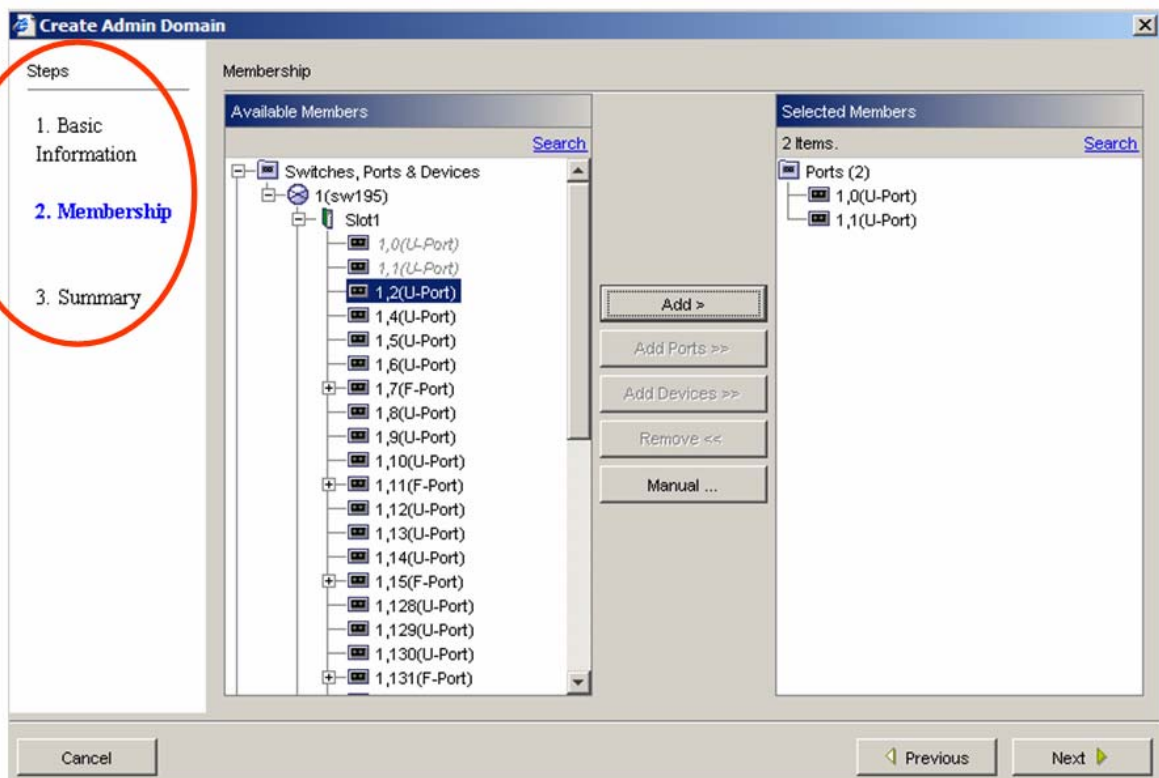 Create Admin Domain
Steps
1. Basic
Information
2. Membership
3. Summary
Membership
Available Members
Search
Switches, Ports & Devices
1(sw195)
Slot1
1,0(U-Port)
1,1(U-Port)
1,2(U-Port)
1,4(U-Port)
1,5(U-Port)
1,6(U-Port)
1,7(F-Port)
1,8(U-Port)
1,9(U-Port)
1,10(U-Port)
1,11(F-Port)
1,12(U-Port)
1,13(U-Port)
1,14(U-Port)
1,15(F-Port)
1,128(U-Port)
1,129(U-Port)
1,130(U-Port)
1,131(F-Port)
Add >
Add Ports >>
Add Devices >>
Remove <<
Manual ...
Selected Members
2 Items. Search
Ports (2)
1,0(U-Port)
1,1(U-Port)
Cancel
Previous
Next